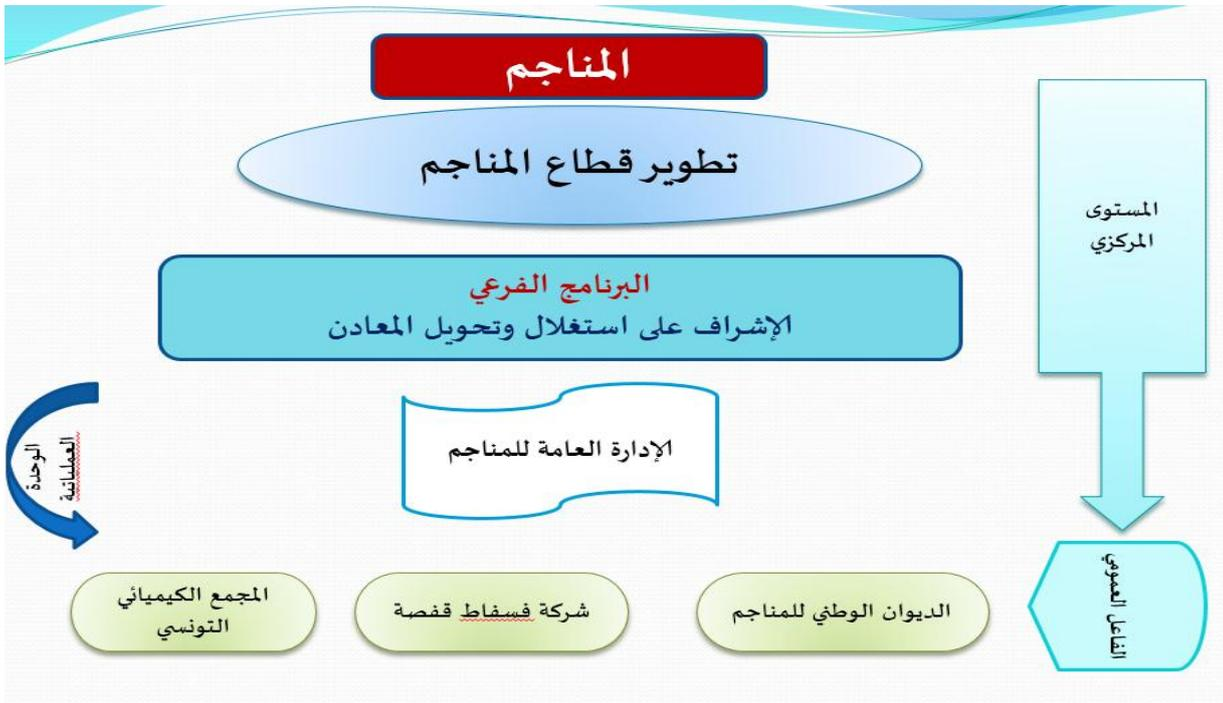 المناجم
تطوير قطاع المناجم
المستوى
المركزي
البرنامج الفرعي
الإشراف على استغلال وتحويل المعادن
الإدارة العامة للمناجم
الوحدة
العملياتية
الفاعل العمومي
الديوان الوطني للمناجم
شركة فسفاط قفصة
المجمع الكيميائي
التونسي